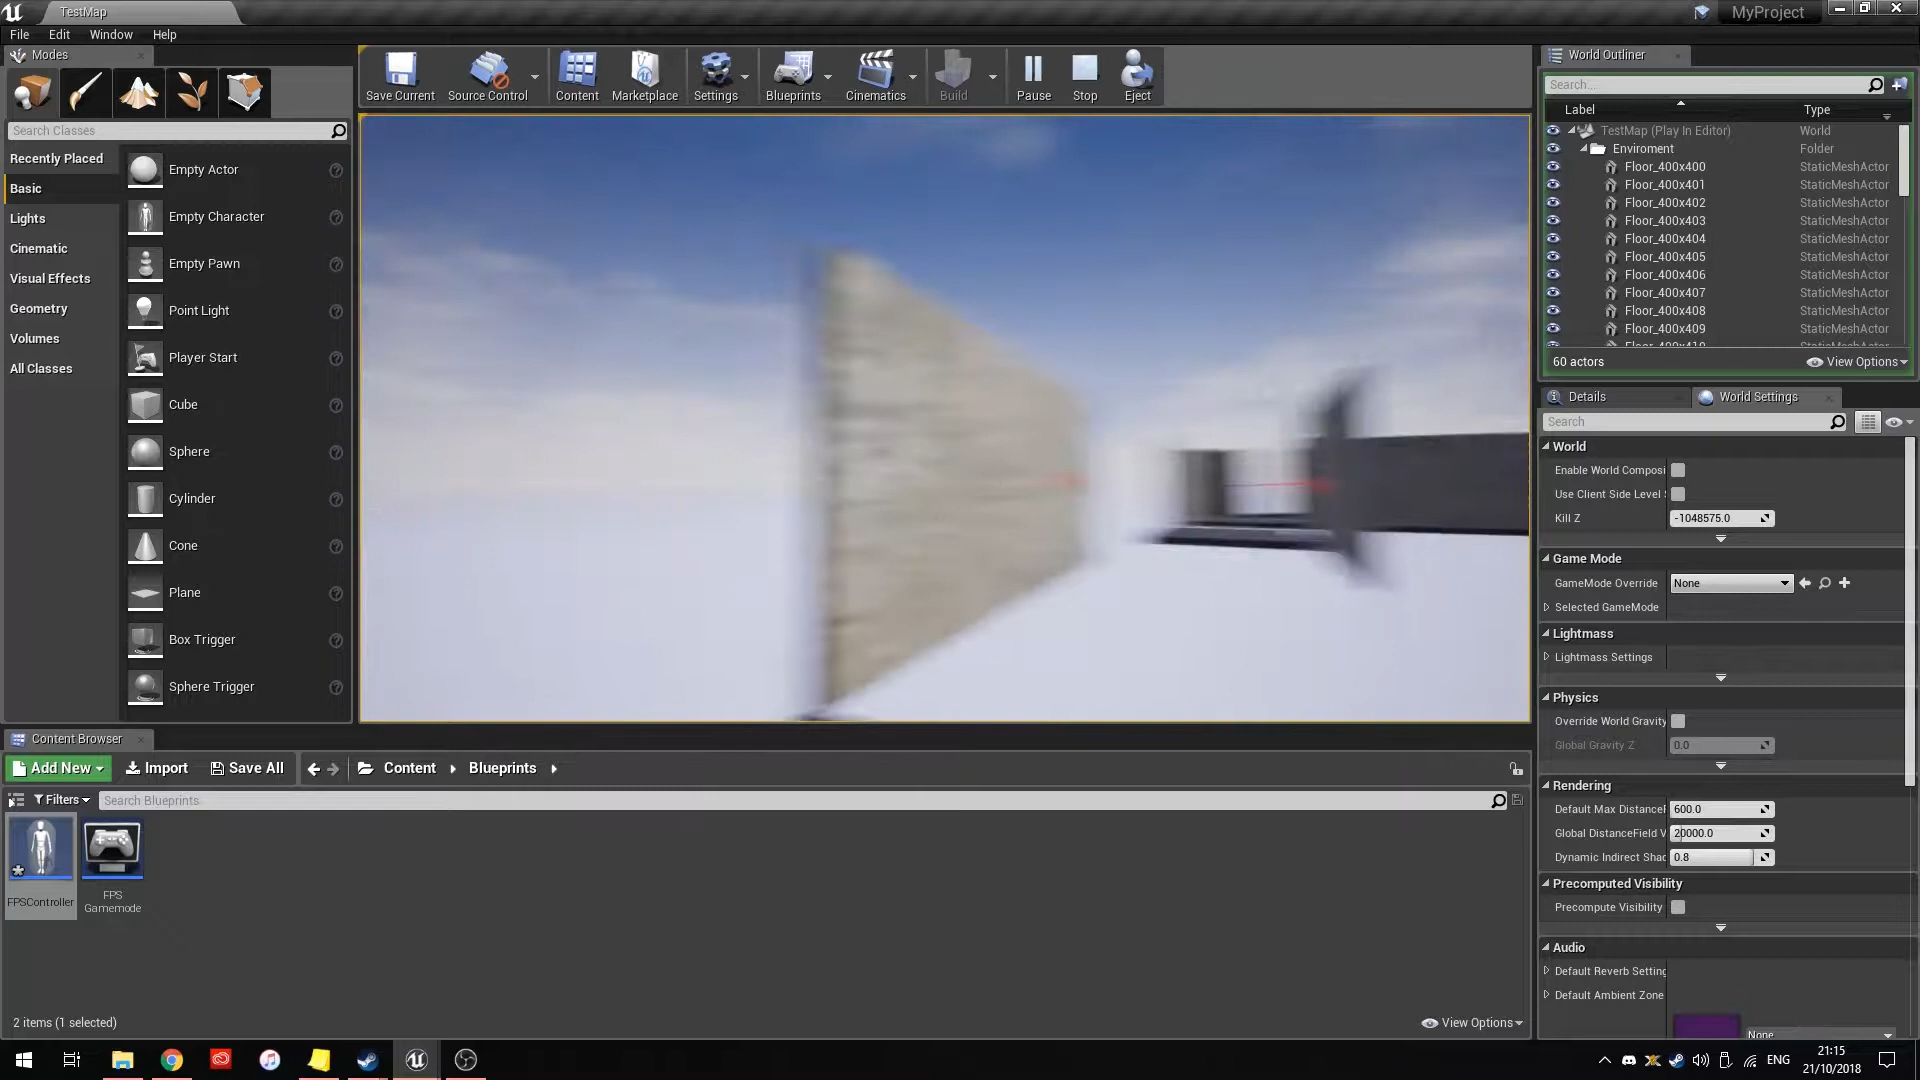 TestMap
MyProject
File Edit Window Help
Modes
Search Classes
Recently Placed
Basic
Lights
Cinematic
Visual Effects
Geometry
Volumes
All Classes
Empty Actor
Empty Character
Empty Pawn
Point Light
Player Start
Cube
Sphere
Cylinder
Cone
Plane
Box Trigger
Sphere Trigger
Save Current
Source Control
Content
Marketplace
Settings
Blueprints
Cinematics
Build
Pause
Stop
Eject
World Outliner
Search...
Label Type
TestMap (Play In Editor) World
Enviroment Folder
Floor_400x400 StaticMeshActor
Floor_400x401 StaticMeshActor
Floor_400x402 StaticMeshActor
Floor_400x403 StaticMeshActor
Floor_400x404 StaticMeshActor
Floor_400x405 StaticMeshActor
Floor_400x406 StaticMeshActor
Floor_400x407 StaticMeshActor
Floor_400x408 StaticMeshActor
Floor_400x409 StaticMeshActor
60 actors View Options
Details World Settings
Search
World
Enable World Composi
Use Client Side Level
Kill Z -1048575.0
Game Mode
GameMode Override None
Selected GameMode
Lightmass
Lightmass Settings
Physics
Override World Gravity
Global Gravity Z 0.0
Rendering
Default Max DistanceF 600.0
Global DistanceField V 20000.0
Dynamic Indirect Shad 0.8
Precomputed Visibility
Precompute Visibility
Audio
Default Reverb Setting
Default Ambient Zone
None
Content Browser
Add New Import Save All Content Blueprints
Filters Search Blueprints
FPSController
FPS
Gamemode
2 items (1 selected) View Options
ENG
21:15
21/10/2018